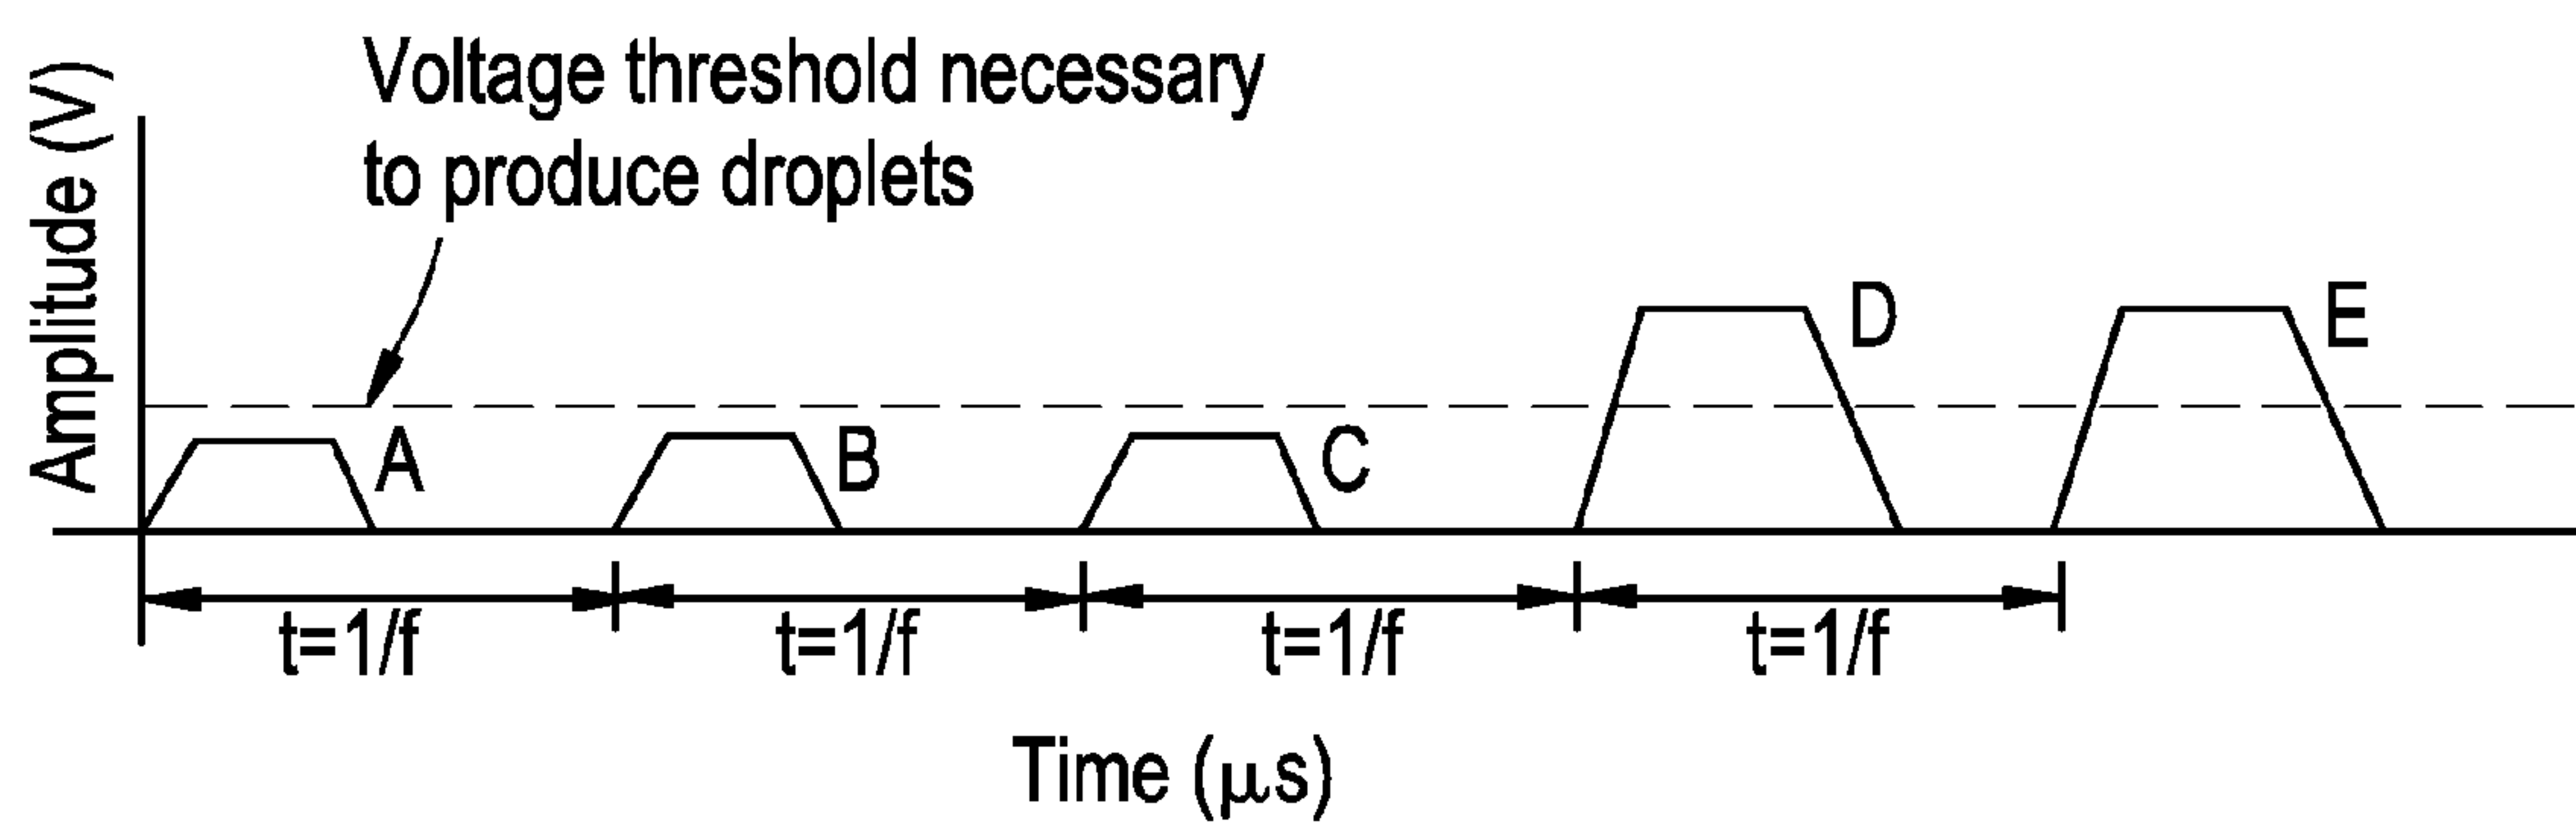 Voltage threshold necessary
to produce droplets
Amplitude (V)
A
B
C
D
E
t=1/f
t=1/f
t=1/f
t=1/f
Time (μs)